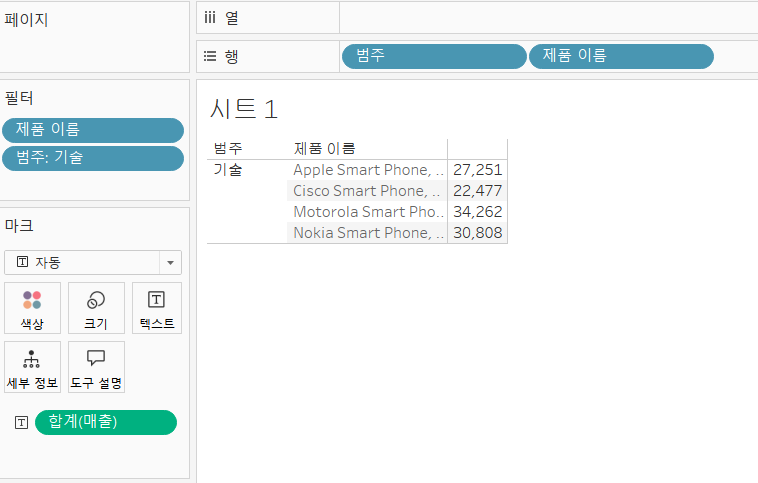 페이지
열
행
범주
제품 이름
필터
제품 이름
범주: 기술
마크
자동
색상
크기
텍스트
세부 정보
도구 설명
합계(매출)
시트 1
범주 제품 이름
기술 Apple Smart Phone, .. 27,251
Cisco Smart Phone, .. 22,477
Motorola Smart Pho.. 34,262
Nokia Smart Phone, .. 30,808